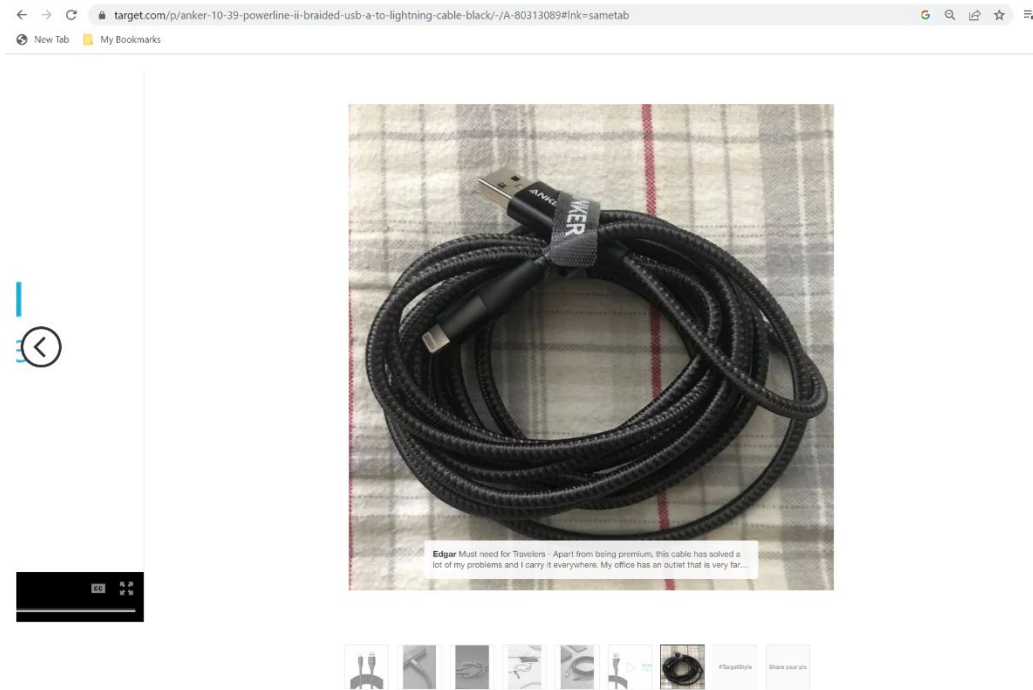 target.com/p/anker-10-39-powerline-ii-braided-usb-a-to-lightning-cable-black/-/A-80313089#lnk=sametab
New Tab
My Bookmarks
ANKER
Edgar Must need for Travelers - Apart from being premium, this cable has solved a
lot of my problems and I carry it everywhere. My office has an outlet that is very far...
CC
#TargetStyle
Share your pic